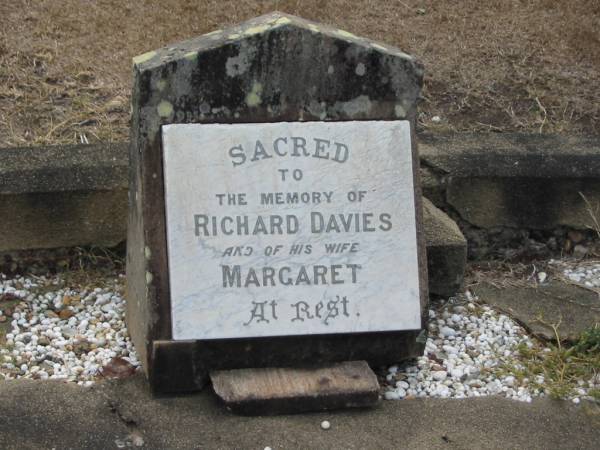 SACRED
TO
THE MEMORY OF
RICHARD DAVIES
AND OF HIS WIFE
MARGARET
At Rest.